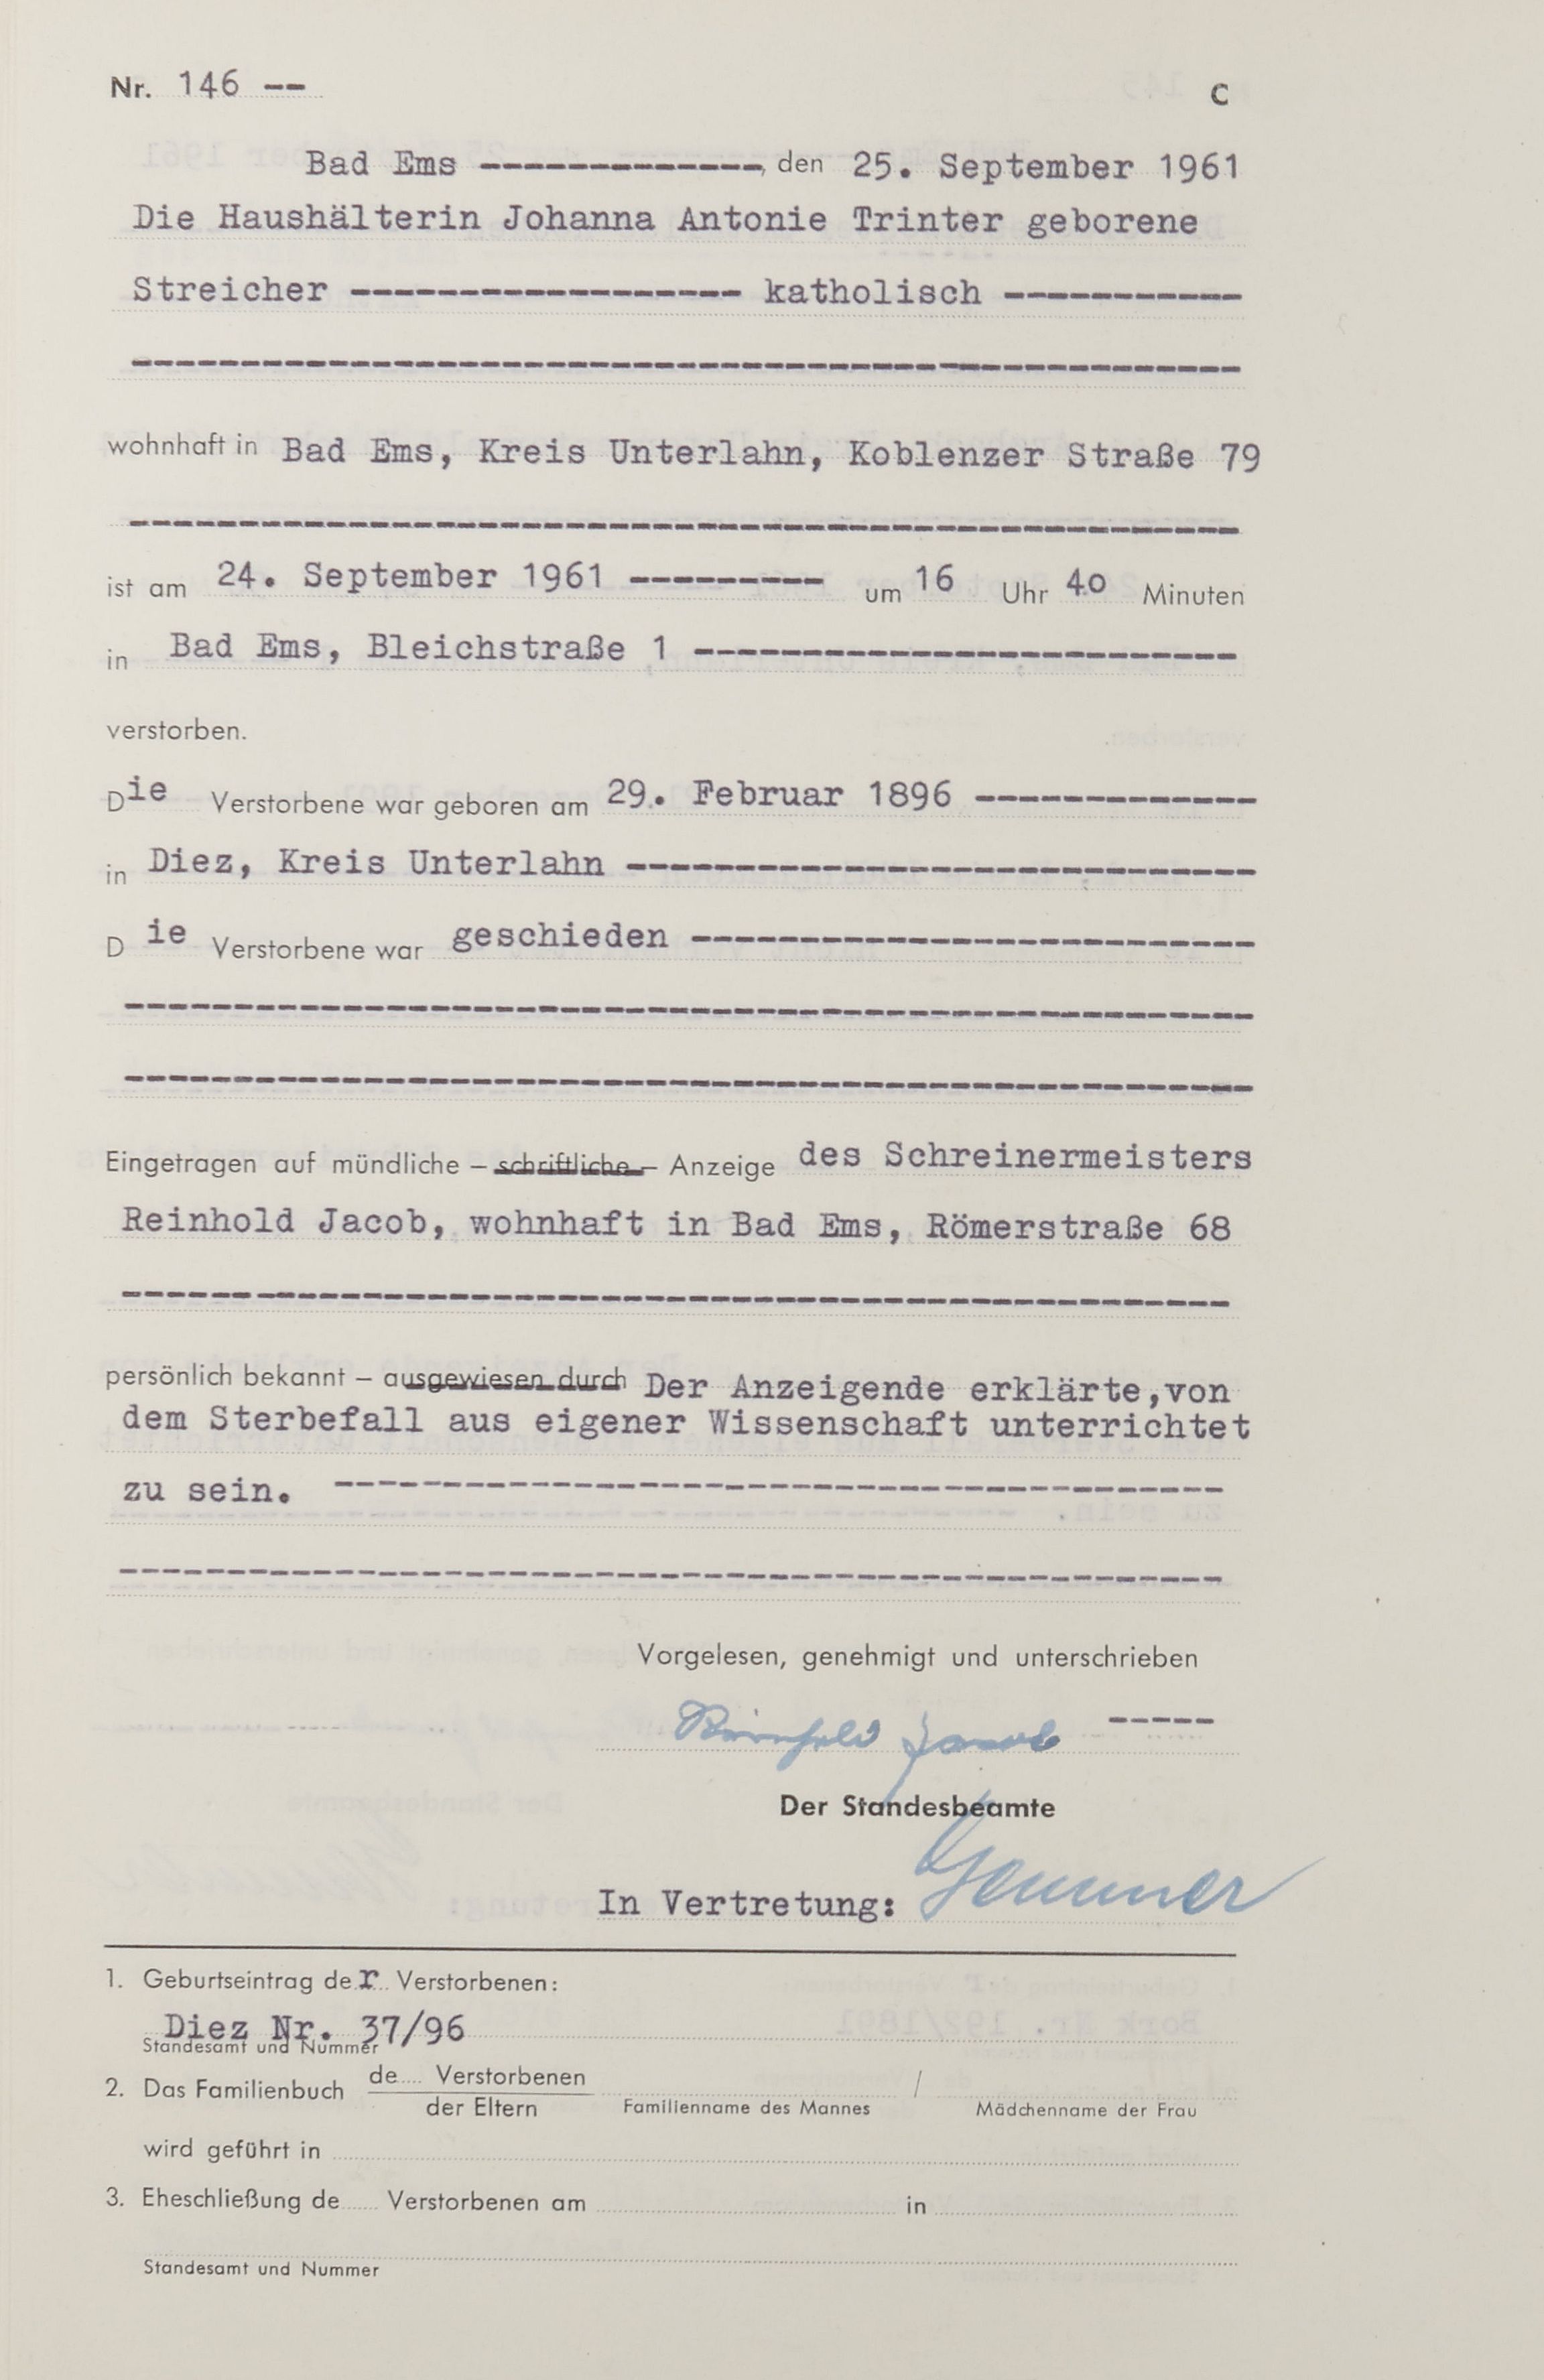 Nr. 146 -- C
Bad Ems -------------, den 25. September 1961
Die Haushälterin Johanna Antonie Trinter geborene
Streicher ------------------ katholisch -----------
---------------------------------------------------
wohnhaft in Bad Ems, Kreis Unterlahn, Koblenzer Straße 79
---------------------------------------------------
ist am 24. September 1961 --------- um 16 Uhr 40 Minuten
in Bad Ems, Bleichstraße 1 -------------------------
verstorben.
Die Verstorbene war geboren am 29. Februar 1896 -------------
in Diez, Kreis Unterlahn -----------------------------
Die Verstorbene war geschieden --------------------------
----------------------------------------------------
----------------------------------------------------
Eingetragen auf mündliche – schriftliche – Anzeige des Schreinermeisters
Reinhold Jacob, wohnhaft in Bad Ems, Römerstraße 68
---------------------------------------------------
persönlich bekannt – ausgewiesen durch Der Anzeigende erklärte,von
dem Sterbefall aus eigener Wissenschaft unterrichtet
zu sein. -----------------------------------------
---------------------------------------------------
Vorgelesen, genehmigt und unterschrieben
Reinhold Jacob -----
Der Standesbeamte
In Vertretung:
1. Geburtseintrag der Verstorbenen:
Diez Nr. 37/96
Standesamt und Nummer
2. Das Familienbuch de.... Verstorbenen /
der Eltern Familienname des Mannes Mädchenname der Frau
wird geführt in
3. Eheschließung de...... Verstorbenen am in
Standesamt und Nummer